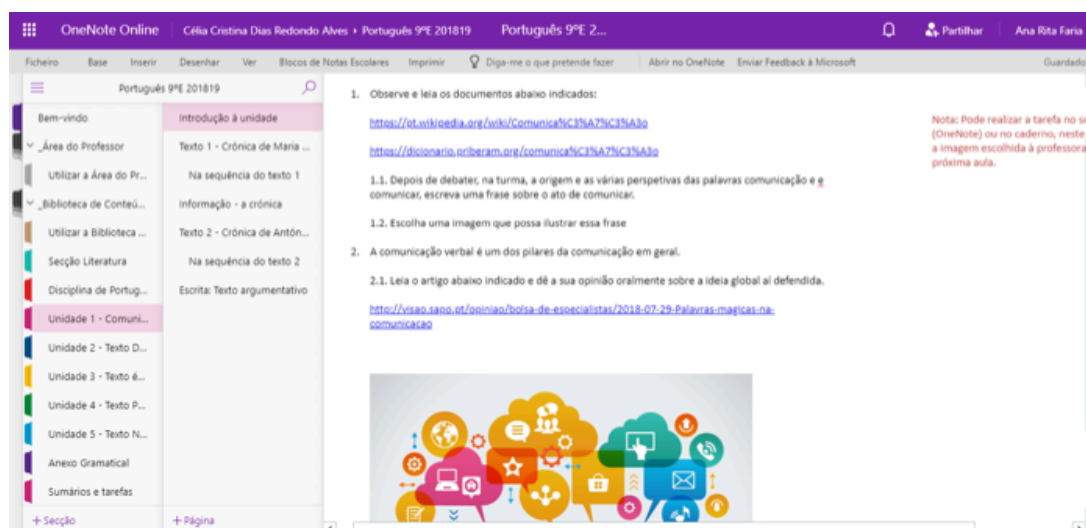 OneNote Online
Célia Cristina Dias Redondo Alves › Português 9ºE 201819
Português 9ºE 2...
Partilhar
Ana Rita Faria
Ficheiro Base Inserir Desenhar Ver Blocos de Notas Escolares Imprimir Diga-me o que pretende fazer Abrir no OneNote Enviar Feedback à Microsoft Guardado
Português 9ºE 201819
Bem-vindo
_Área do Professor
Utilizar a Área do Pr...
_Biblioteca de Conteú...
Utilizar a Biblioteca ...
Secção Literatura
Disciplina de Portug...
Unidade 1 - Comuni...
Unidade 2 - Texto D...
Unidade 3 - Texto é...
Unidade 4 - Texto P...
Unidade 5 - Texto N...
Anexo Gramatical
Sumários e tarefas
+ Secção
Introdução à unidade
Texto 1 - Crónica de Maria ...
Na sequência do texto 1
Informação - a crónica
Texto 2 - Crónica de Antón...
Na sequência do texto 2
Escrita: Texto argumentativo
+ Página
1. Observe e leia os documentos abaixo indicados:
https://pt.wikipedia.org/wiki/Comunica%C3%A7%C3%A3o
https://dicionario.priberam.org/comunica%C3%A7%C3%A3o
1.1. Depois de debater, na turma, a origem e as várias perspetivas das palavras comunicação e e
comunicar, escreva uma frase sobre o ato de comunicar.
1.2. Escolha uma imagem que possa ilustrar essa frase
2. A comunicação verbal é um dos pilares da comunicação em geral.
2.1. Leia o artigo abaixo indicado e dê a sua opinião oralmente sobre a ideia global aí defendida.
http://visao.sapo.pt/opiniao/bolsa-de-especialistas/2018-07-29-Palavras-magicas-na-
comunicacao
Nota: Pode realizar a tarefa no s
(OneNote) ou no caderno, neste
a imagem escolhida à professora
próxima aula.